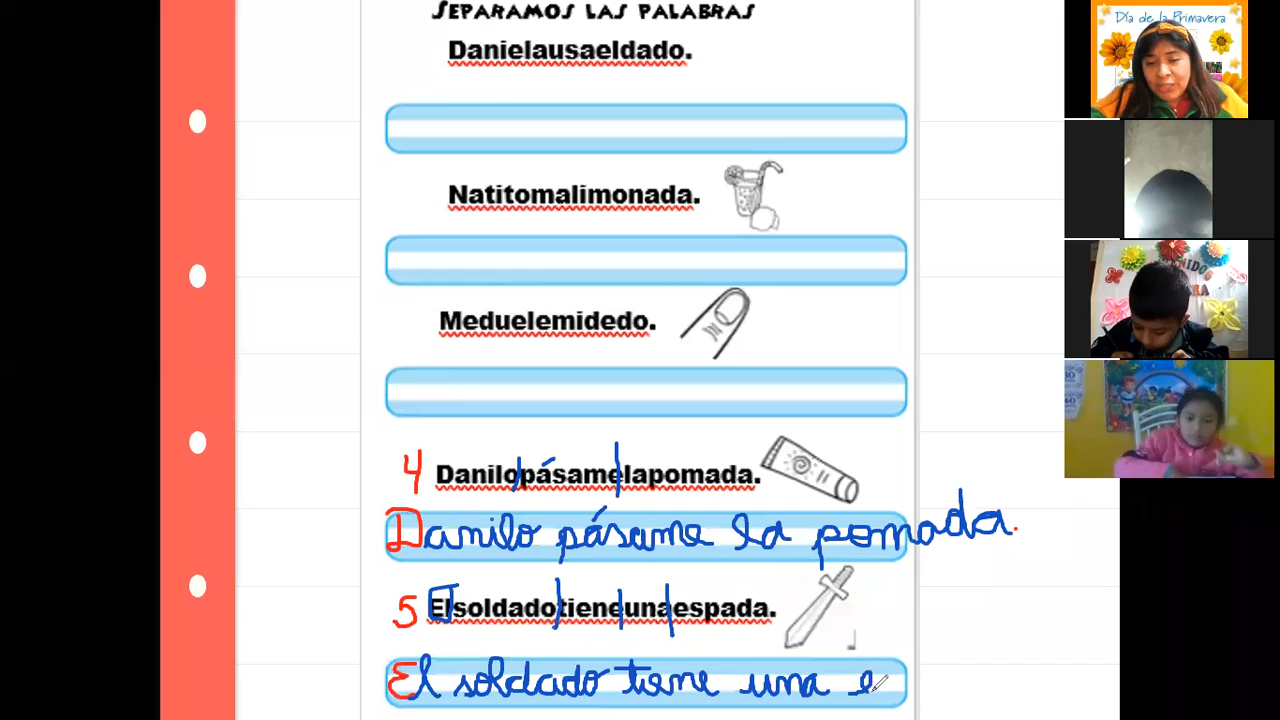 SEPARAMOS LAS PALABRAS
Danielausaeldado.
Natitomalimonada.
Meduelemidedo.
4 Danilopásamelapomada.
Danilo pásame la pomada.
5 Elsoldadotieneunaespada.
El soldado tiene una e
Día de la Primavera